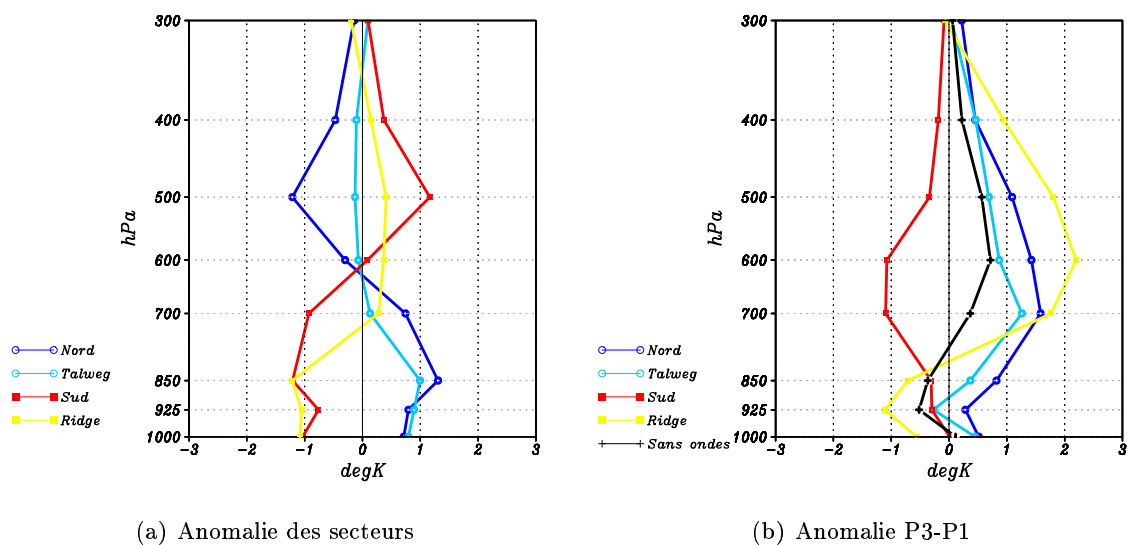 300
400
500
600
700
850
925
1000
hPa
-3 -2 -1 0 1 2 3
degK
Nord
Talweg
Sud
Ridge
(a) Anomalie des secteurs
300
400
500
600
700
850
925
1000
hPa
-3 -2 -1 0 1 2 3
degK
Nord
Talweg
Sud
Ridge
Sans ondes
(b) Anomalie P3-P1